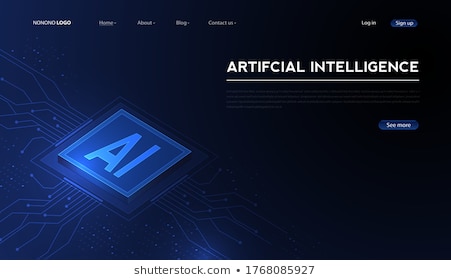 NONONO LOGO
Home
About
Blog
Contact us
Log in
Sign up
ARTIFCIAL INTELLIGENCE
See more
AI
shutterstock.com · 1768085927